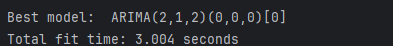 Best model:  ARIMA(2,1,2)(0,0,0)[0]
Total fit time: 3.004 seconds